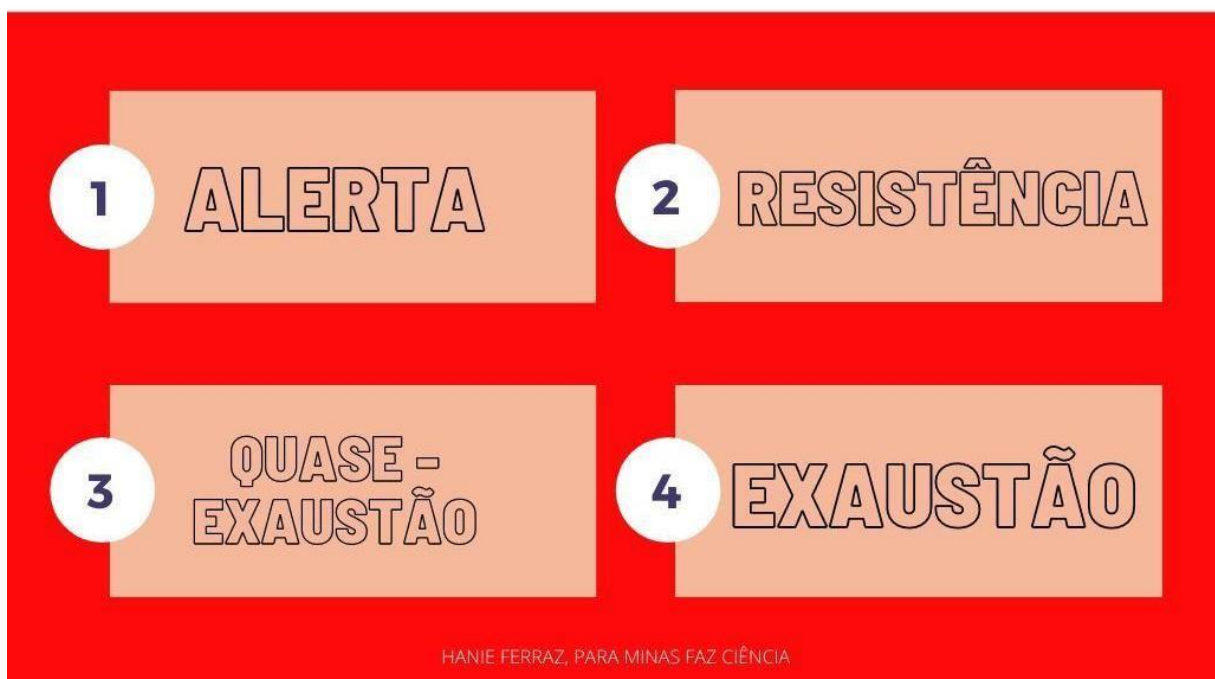 1
ALERTA
2
RESISTÊNCIA
3
QUASE -
EXAUSTÃO
4
EXAUSTÃO
HANIE FERRAZ, PARA MINAS FAZ CIÊNCIA